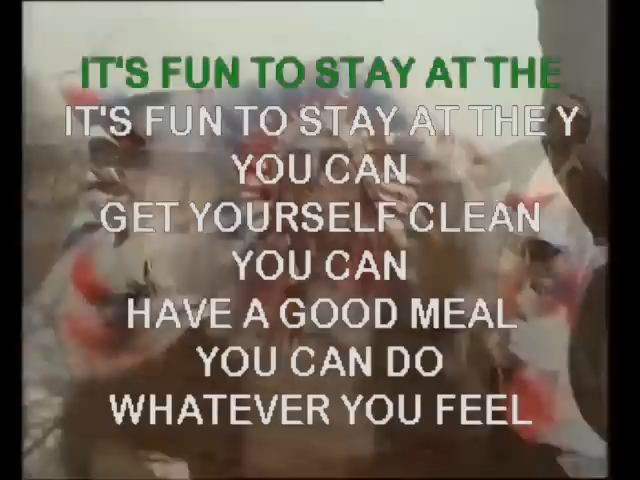 IT'S FUN TO STAY AT THE
IT'S FUN TO STAY AT THE Y
YOU CAN
GET YOURSELF CLEAN
YOU CAN
HAVE A GOOD MEAL
YOU CAN DO
WHATEVER YOU FEEL